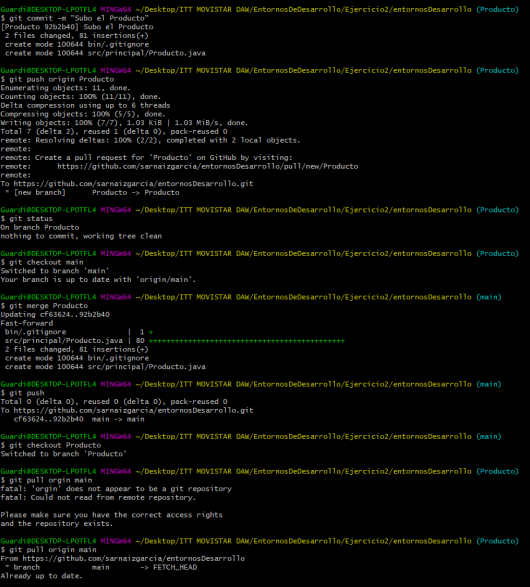 Guardi@DESKTOP-LPOTFL4 MINGW64 ~/Desktop/ITT MOVISTAR DAW/EntornosDeDesarrollo/Ejercicio2/entornosDesarrollo (Producto)
$ git commit -m "Subo el Producto"
[Producto 92b2b40] Subo el Producto
2 files changed, 81 insertions(+)
create mode 100644 bin/.gitignore
create mode 100644 src/principal/Producto.java
Guardi@DESKTOP-LPOTFL4 MINGW64 ~/Desktop/ITT MOVISTAR DAW/EntornosDeDesarrollo/Ejercicio2/entornosDesarrollo (Producto)
$ git push origin Producto
Enumerating objects: 11, done.
Counting objects: 100% (11/11), done.
Delta compression using up to 6 threads
Compressing objects: 100% (5/5), done.
Writing objects: 100% (7/7), 1.03 KiB | 1.03 MiB/s, done.
Total 7 (delta 2), reused 1 (delta 0), pack-reused 0
remote: Resolving deltas: 100% (2/2), completed with 2 local objects.
remote:
remote: Create a pull request for 'Producto' on GitHub by visiting:
remote:      https://github.com/sarnaizgarcia/entornosDesarrollo/pull/new/Producto
remote:
To https://github.com/sarnaizgarcia/entornosDesarrollo.git
* [new branch]      Producto -> Producto
Guardi@DESKTOP-LPOTFL4 MINGW64 ~/Desktop/ITT MOVISTAR DAW/EntornosDeDesarrollo/Ejercicio2/entornosDesarrollo (Producto)
$ git status
On branch Producto
nothing to commit, working tree clean
Guardi@DESKTOP-LPOTFL4 MINGW64 ~/Desktop/ITT MOVISTAR DAW/EntornosDeDesarrollo/Ejercicio2/entornosDesarrollo (Producto)
$ git checkout main
Switched to branch 'main'
Your branch is up to date with 'origin/main'.
Guardi@DESKTOP-LPOTFL4 MINGW64 ~/Desktop/ITT MOVISTAR DAW/EntornosDeDesarrollo/Ejercicio2/entornosDesarrollo (main)
$ git merge Producto
Updating cf63624..92b2b40
Fast-forward
bin/.gitignore              |  1 +
src/principal/Producto.java | 80 ++++++++++++++++++++++++++++++++++++++++++++++
2 files changed, 81 insertions(+)
create mode 100644 bin/.gitignore
create mode 100644 src/principal/Producto.java
Guardi@DESKTOP-LPOTFL4 MINGW64 ~/Desktop/ITT MOVISTAR DAW/EntornosDeDesarrollo/Ejercicio2/entornosDesarrollo (main)
$ git push
Total 0 (delta 0), reused 0 (delta 0), pack-reused 0
To https://github.com/sarnaizgarcia/entornosDesarrollo.git
cf63624..92b2b40  main -> main
Guardi@DESKTOP-LPOTFL4 MINGW64 ~/Desktop/ITT MOVISTAR DAW/EntornosDeDesarrollo/Ejercicio2/entornosDesarrollo (main)
$ git checkout Producto
Switched to branch 'Producto'
Guardi@DESKTOP-LPOTFL4 MINGW64 ~/Desktop/ITT MOVISTAR DAW/EntornosDeDesarrollo/Ejercicio2/entornosDesarrollo (Producto)
$ git pull orgin main
fatal: 'orgin' does not appear to be a git repository
fatal: Could not read from remote repository.
Please make sure you have the correct access rights
and the repository exists.
Guardi@DESKTOP-LPOTFL4 MINGW64 ~/Desktop/ITT MOVISTAR DAW/EntornosDeDesarrollo/Ejercicio2/entornosDesarrollo (Producto)
$ git pull origin main
From https://github.com/sarnaizgarcia/entornosDesarrollo
* branch            main       -> FETCH_HEAD
Already up to date.